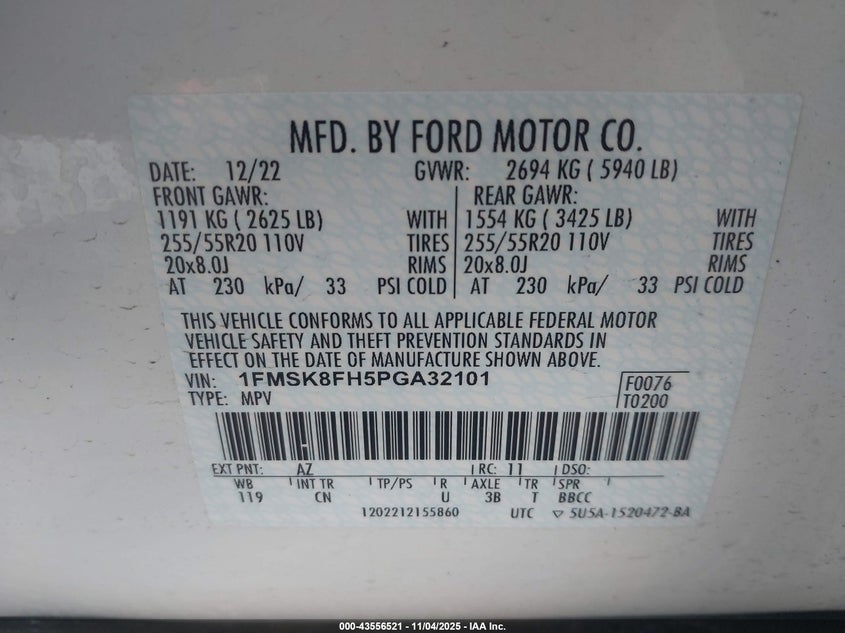 MFD. BY FORD MOTOR CO.
DATE: 12/22 GVWR: 2694 KG ( 5940 LB)
FRONT GAWR: REAR GAWR:
1191 KG ( 2625 LB) WITH 1554 KG ( 3425 LB) WITH
255/55R20 110V TIRES 255/55R20 110V TIRES
20x8.0J RIMS 20x8.0J RIMS
AT 230 kPa/ 33 PSI COLD AT 230 kPa/ 33 PSI COLD
THIS VEHICLE CONFORMS TO ALL APPLICABLE FEDERAL MOTOR
VEHICLE SAFETY AND THEFT PREVENTION STANDARDS IN
EFFECT ON THE DATE OF MANUFACTURE SHOWN ABOVE.
VIN: 1FMSK8FH5PGA32101 F0076
TYPE: MPV T0200
EXT PNT: AZ RC: 11 DSO:
WB INT TR TP/PS R AXLE TR SPR
119 CN U 3B T BBCC
1202212155860 UTC ▽ 5U5A-1520472-BA
000-43556521 - 11/04/2025 - IAA Inc.